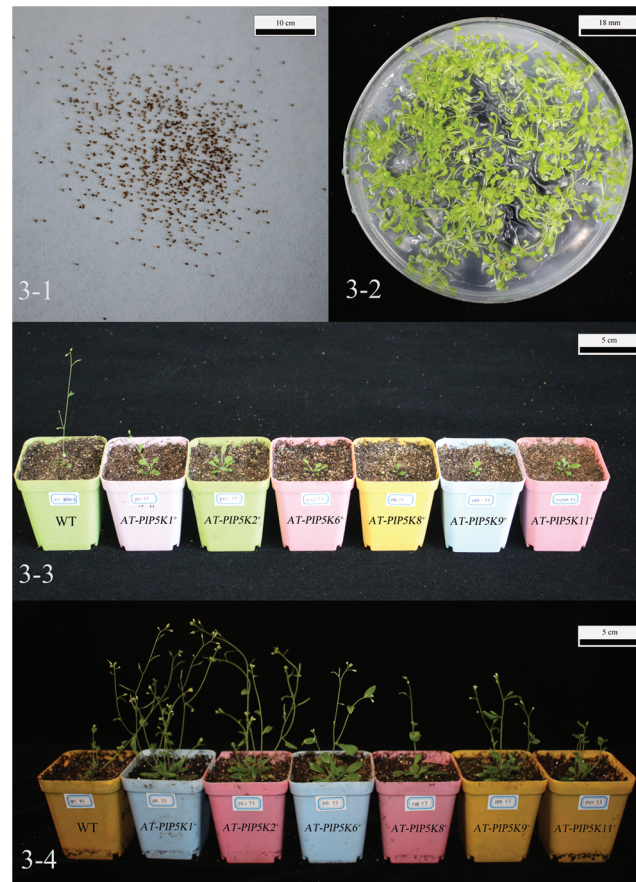 10 cm
18 mm
3-1
3-2
5 cm
WT
AT-PIP5K1+
AT-PIP5K2+
AT-PIP5K6+
AT-PIP5K8+
AT-PIP5K9+
AT-PIP5K11+
3-3
5 cm
WT
AT-PIP5K1+
AT-PIP5K2+
AT-PIP5K6+
AT-PIP5K8+
AT-PIP5K9+
AT-PIP5K11+
3-4